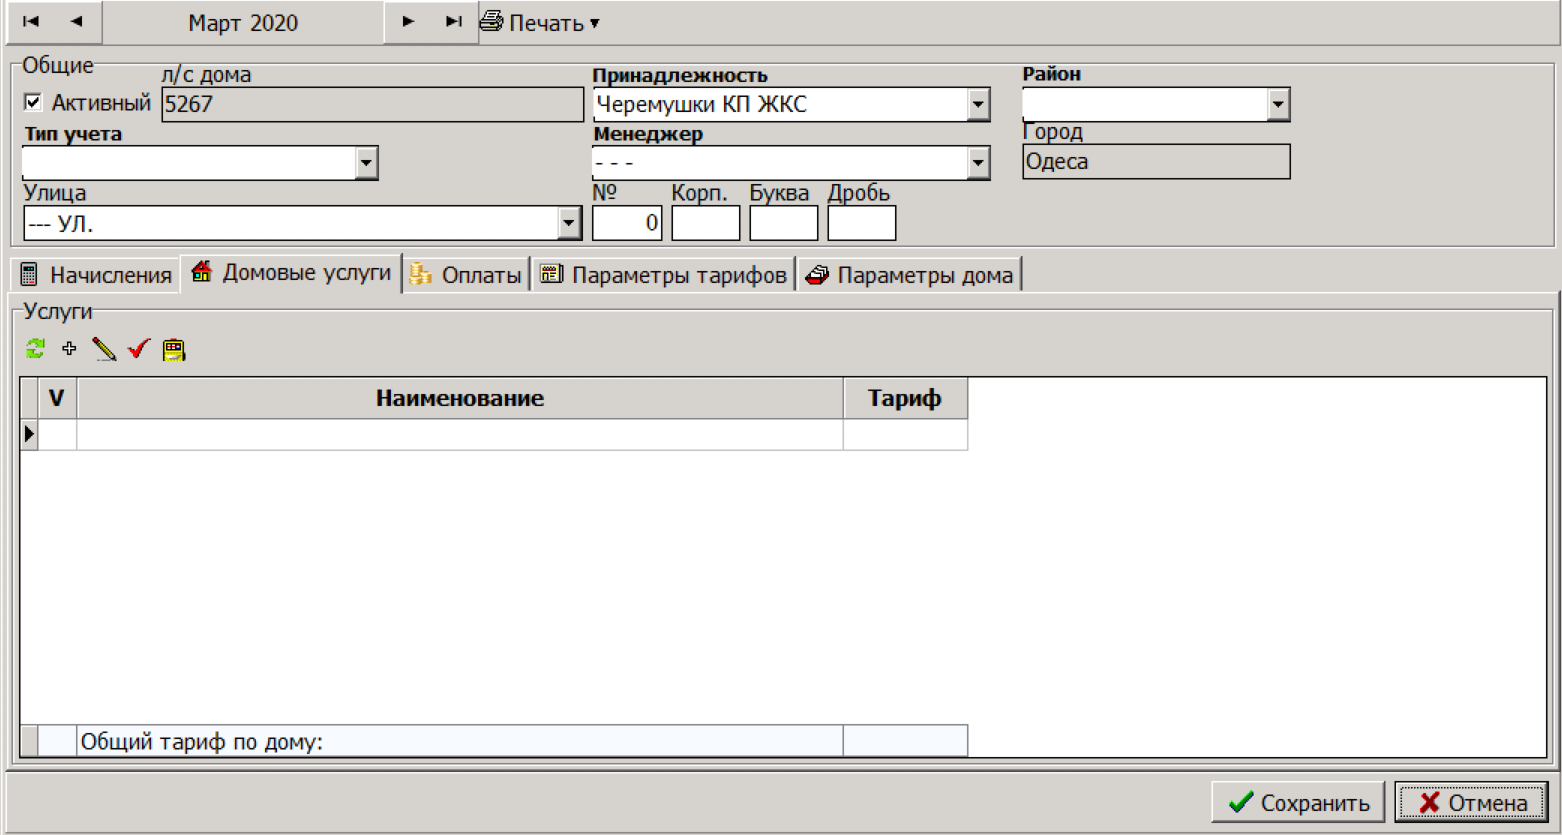 Март 2020 Печать
Общие
л/с дома Принадлежность Район
Активный 5267 Черемушки КП ЖКС
Тип учета Менеджер Город
- - - Одеса
Улица № Корп. Буква Дробь
--- УЛ. 0
Начисления Домовые услуги Оплаты Параметры тарифов Параметры дома
Услуги
V Наименование Тариф
Общий тариф по дому:
Сохранить Отмена